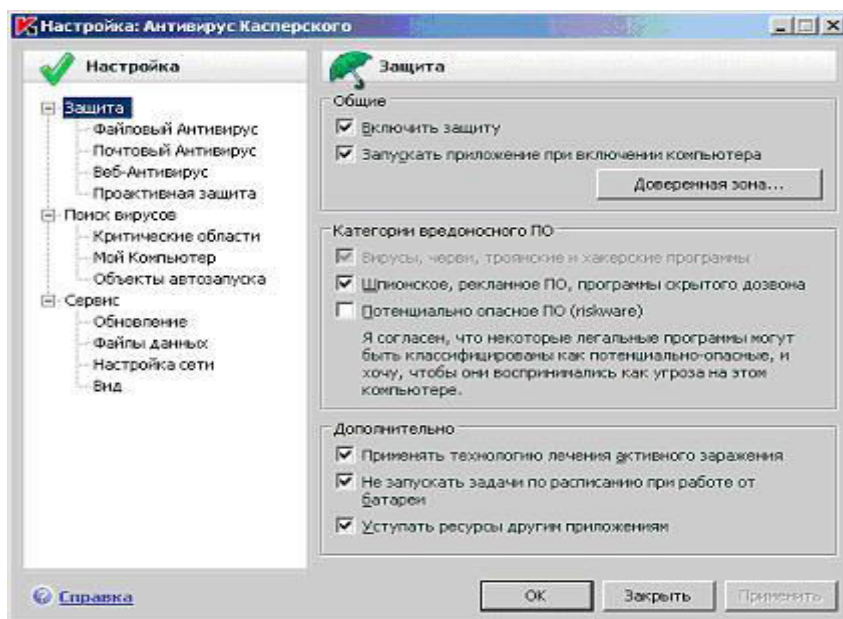 Настройка: Антивирус Касперского
Настройка
Защита
Файловый Антивирус
Почтовый Антивирус
Веб-Антивирус
Проактивная защита
Поиск вирусов
Критические области
Мой Компьютер
Объекты автозапуска
Сервис
Обновление
Файлы данных
Настройка сети
Вид
Защита
Общие
Включить защиту
Запускать приложение при включении компьютера
Доверенная зона...
Категории вредоносного ПО
Вирусы, черви, троянские и хакерские программы
Шпионское, рекланное ПО, программы скрытого дозвона
Потенциально опасное ПО (riskware)
Я согласен, что некоторые легальные программы могут
быть классифицированы как потенциально-опасные, и
хочу, чтобы они воспринимались как угроза на этом
компьютере.
Дополнительно
Применять технологию лечения активного заражения
Не запускать задачи по расписанию при работе от
батареи
Уступать ресурсы другим приложениям
Справка
ОК
Закрыть
Применить